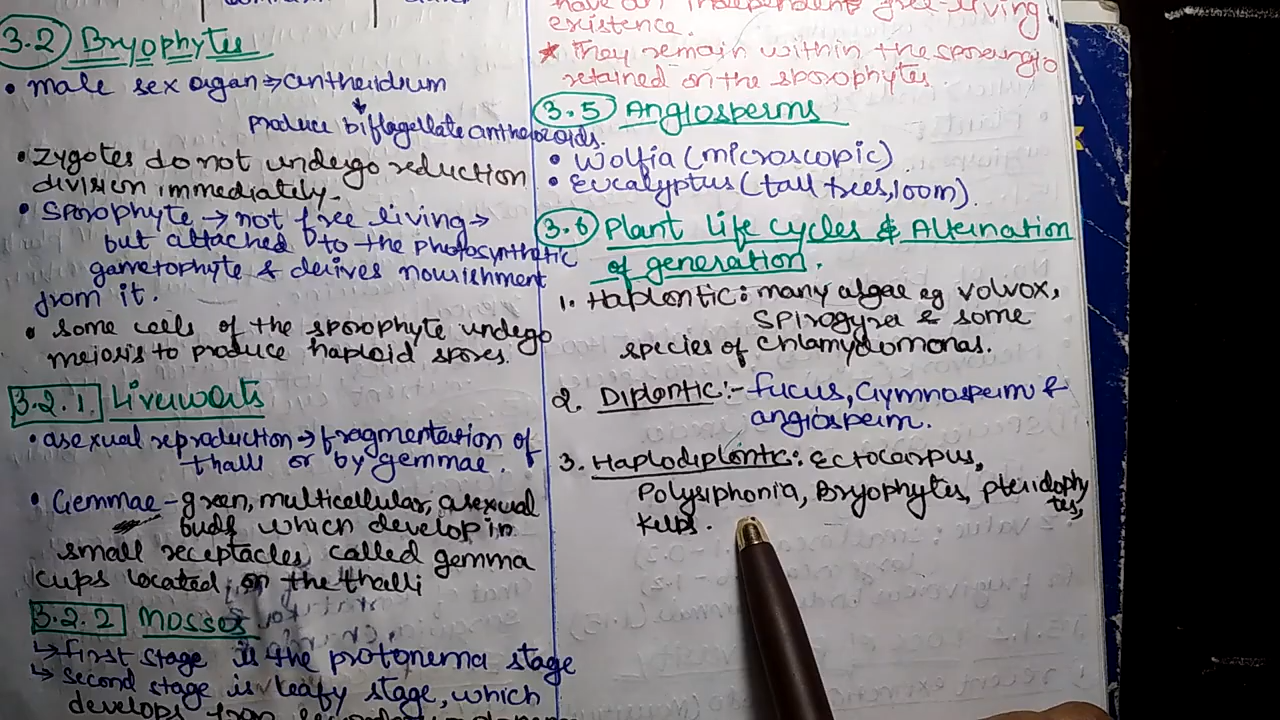 3.2 Bryophytes
• male sex organ → antheridium
↓
produce biflagellate antherozoids.
• Zygotes do not undergo reduction
division immediately.
• Sporophyte → not free living →
but attached to the photosynthetic
gametophyte & derives nourishment
from it.
• Some cells of the sporophyte undergo
meiosis to produce haploid spores.
3.2.1. Liverworts
• asexual reproduction → fragmentation of
thalli or by gemmae.
• Gemmae - green, multicellular, asexual
buds which develop in
small receptacles called gemma
cups located on the thalli
3.2.2 Mosses
↳ first stage is the protonema stage
↳ second stage is leafy stage, which
develops from
have an independent free-living
existence.
* They remain within the sporangia
retained on the sporophytes.
3.5 Angiosperms
• Wolfia (microscopic)
• Eucalyptus (tall trees, 100m).
3.6 Plant Life Cycles & Alternation
of generation.
1. Haplontic: many algae eg Volvox,
Spirogyra & some
species of Chlamydomonas.
2. Diplontic:- fucus, Gymnosperm &
angiosperm.
3. Haplodiplontic: Ectocarpus,
Polysiphonia, Bryophytes, pteridophytes,
kelps.